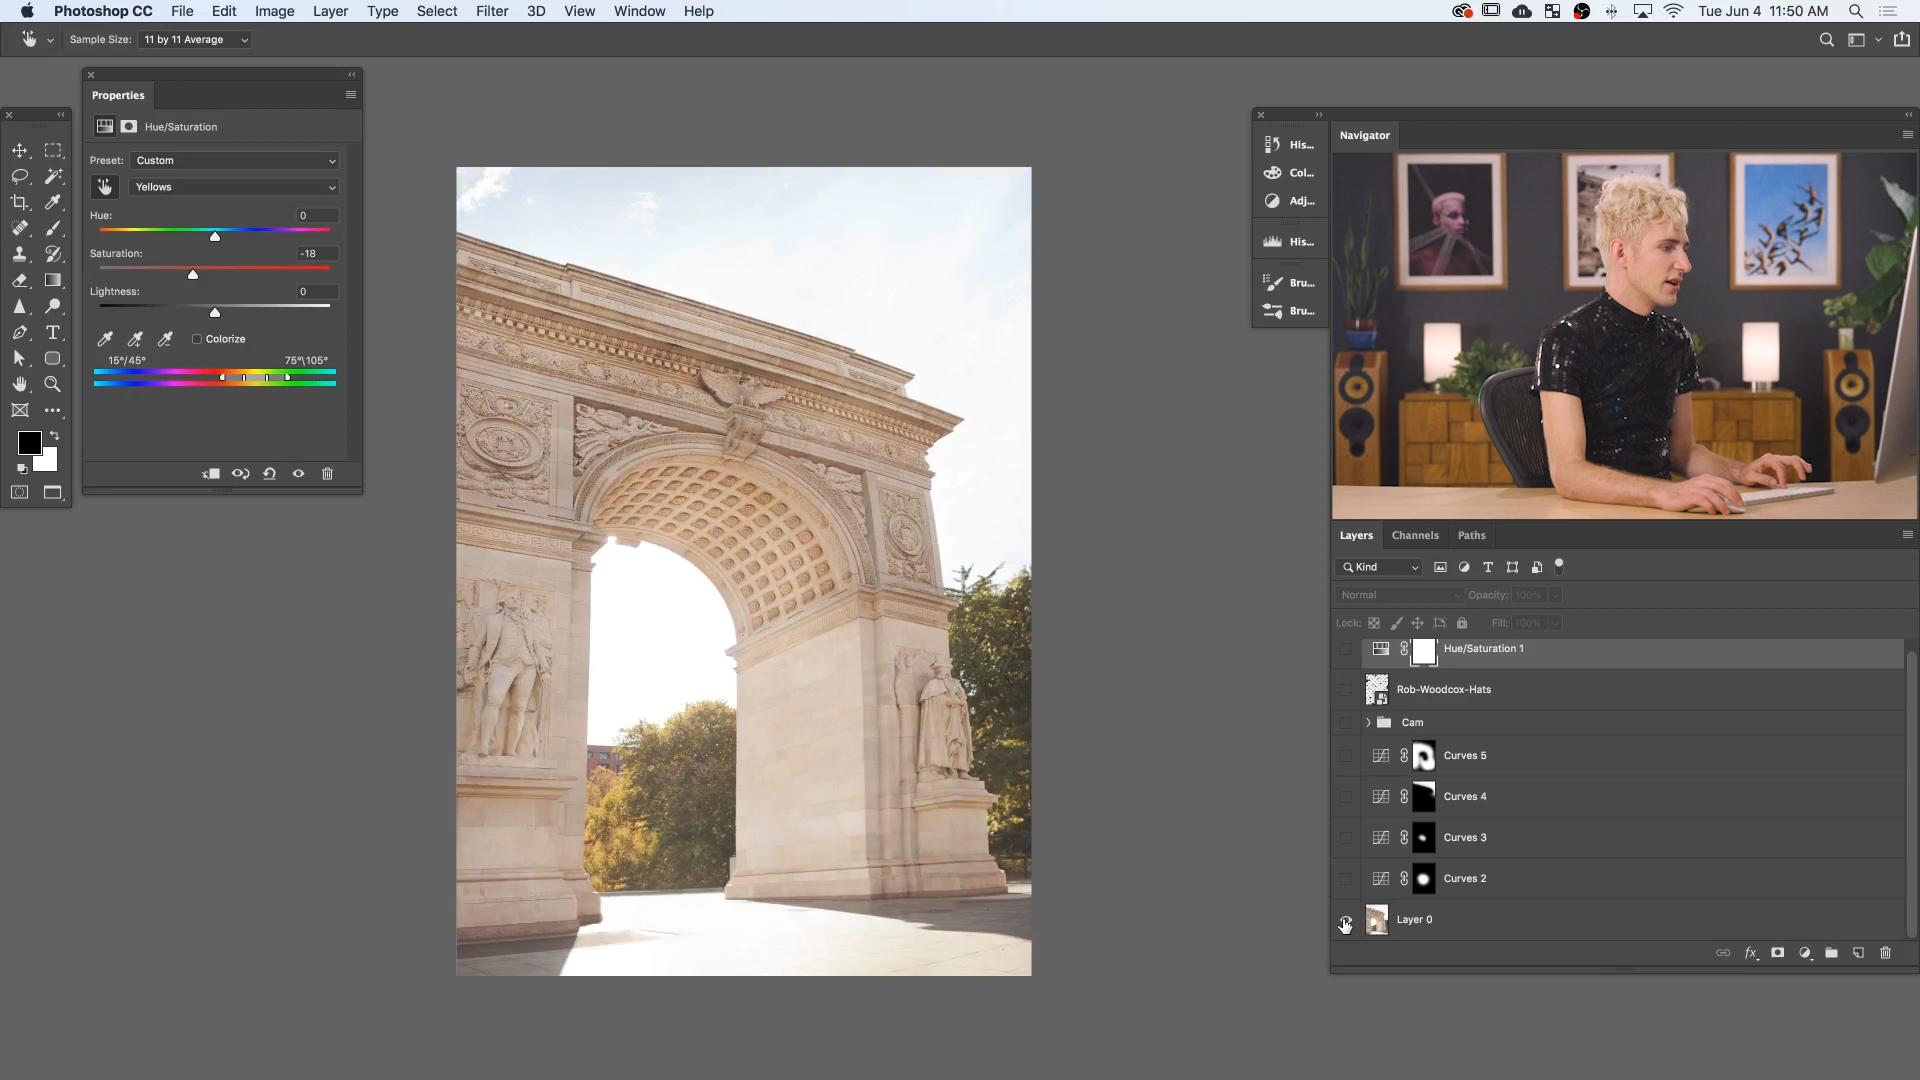 Photoshop CC File Edit Image Layer Type Select Filter 3D View Window Help Tue Jun 4 11:50 AM
Sample Size: 11 by 11 Average
Properties
Hue/Saturation
Preset: Custom
Yellows
Hue: 0
Saturation: -18
Lightness: 0
Colorize
15°/45° 75°\105°
His...
Col...
Adj...
His...
Bru...
Bru...
Navigator
Layers Channels Paths
Kind
Normal Opacity: 100%
Lock: Fill: 100%
Hue/Saturation 1
Rob-Woodcox-Hats
Cam
Curves 5
Curves 4
Curves 3
Curves 2
Layer 0
fx